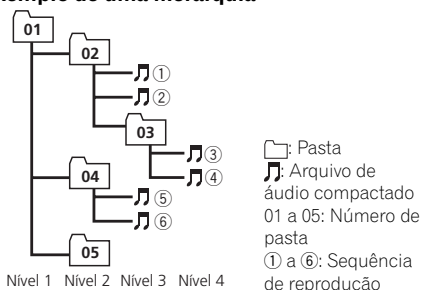 Exemplo de uma hierarquia
01
02
①
②
03
③
④
04
⑤
⑥
05
Nível 1 Nível 2 Nível 3 Nível 4
: Pasta
: Arquivo de
áudio compactado
01 a 05: Número de
pasta
① a ⑥: Sequência
de reprodução